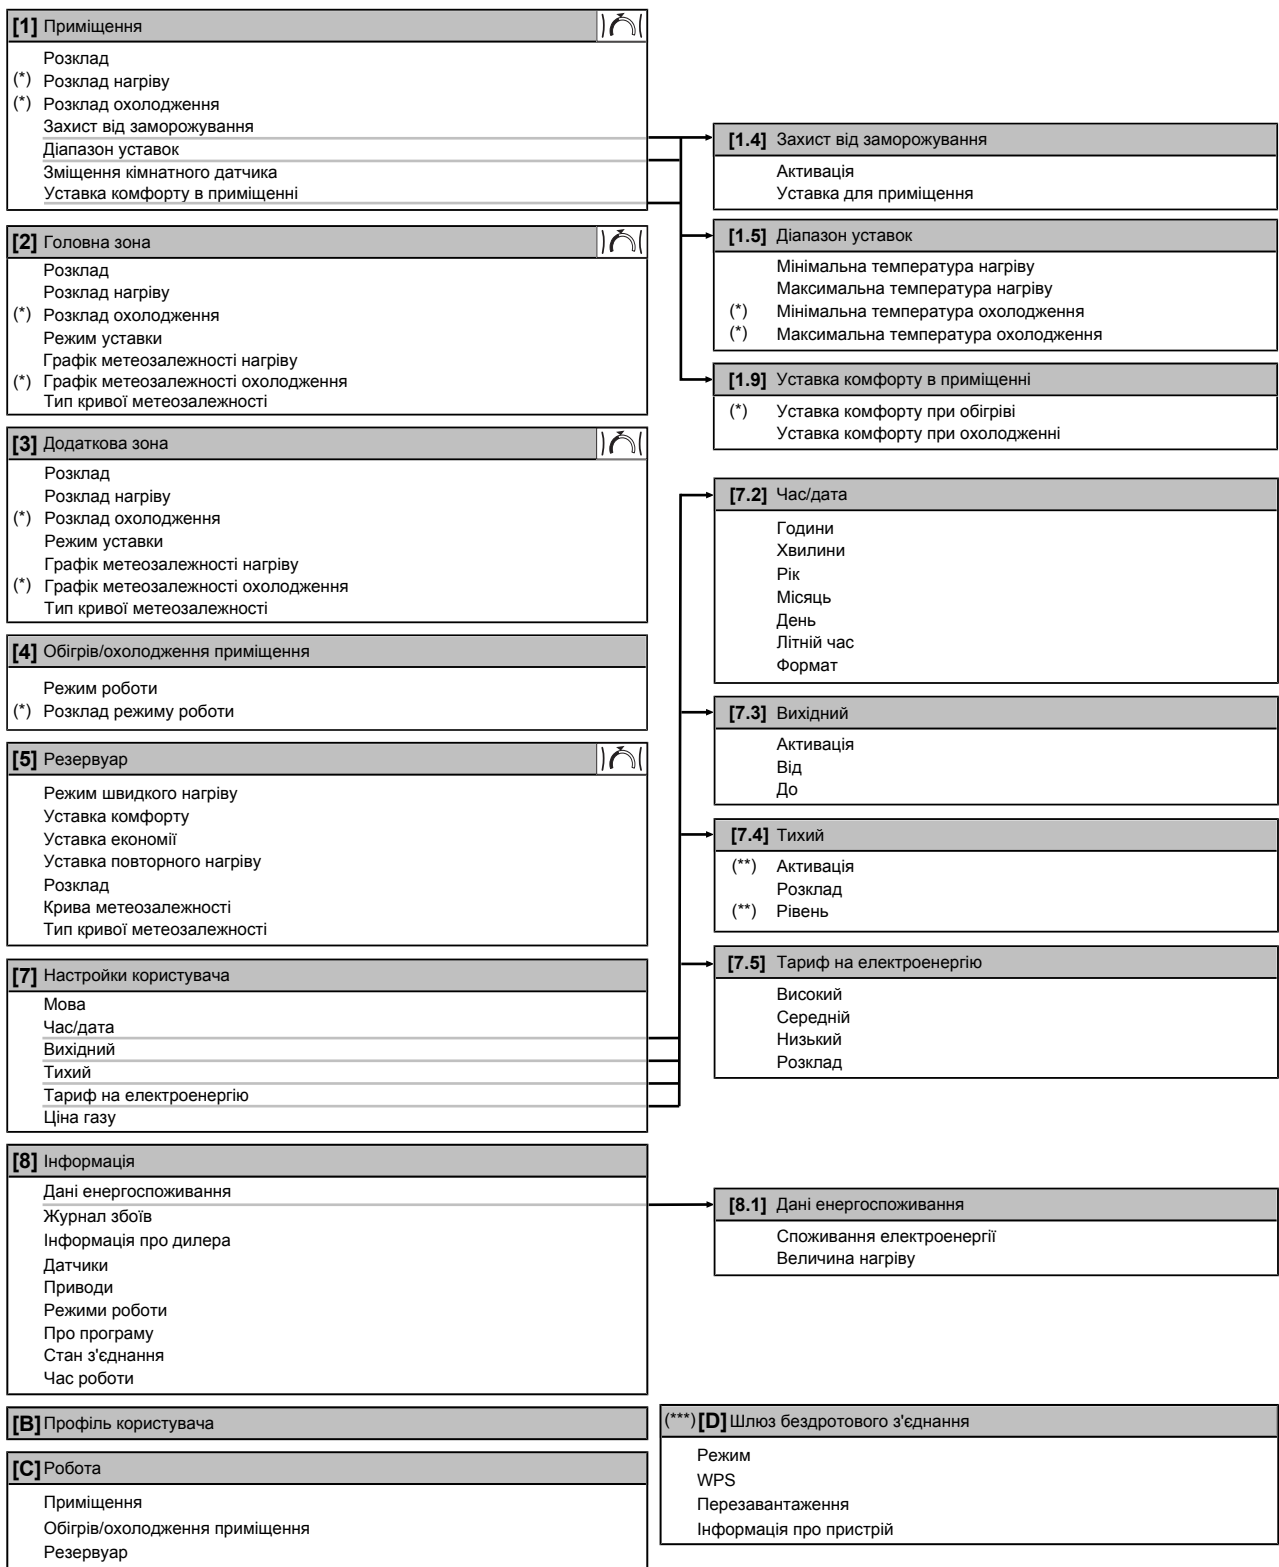 [1] Приміщення
Розклад
(*) Розклад нагріву
(*) Розклад охолодження
Захист від заморожування
Діапазон уставок
Зміщення кімнатного датчика
Уставка комфорту в приміщенні
[2] Головна зона
Розклад
Розклад нагріву
(*) Розклад охолодження
Режим уставки
Графік метеозалежності нагріву
(*) Графік метеозалежності охолодження
Тип кривої метеозалежності
[3] Додаткова зона
Розклад
Розклад нагріву
(*) Розклад охолодження
Режим уставки
Графік метеозалежності нагріву
(*) Графік метеозалежності охолодження
Тип кривої метеозалежності
[4] Обігрів/охолодження приміщення
Режим роботи
(*) Розклад режиму роботи
[5] Резервуар
Режим швидкого нагріву
Уставка комфорту
Уставка економії
Уставка повторного нагріву
Розклад
Крива метеозалежності
Тип кривої метеозалежності
[7] Настройки користувача
Мова
Час/дата
Вихідний
Тихий
Тариф на електроенергію
Ціна газу
[8] Інформація
Дані енергоспоживання
Журнал збоїв
Інформація про дилера
Датчики
Приводи
Режими роботи
Про програму
Стан з'єднання
Час роботи
[B] Профіль користувача
[C] Робота
Приміщення
Обігрів/охолодження приміщення
Резервуар
[1.4] Захист від заморожування
Активація
Уставка для приміщення
[1.5] Діапазон уставок
Мінімальна температура нагріву
Максимальна температура нагріву
(*) Мінімальна температура охолодження
(*) Максимальна температура охолодження
[1.9] Уставка комфорту в приміщенні
(*) Уставка комфорту при обігріві
Уставка комфорту при охолодженні
[7.2] Час/дата
Години
Хвилини
Рік
Місяць
День
Літній час
Формат
[7.3] Вихідний
Активація
Від
До
[7.4] Тихий
(**) Активація
Розклад
(**) Рівень
[7.5] Тариф на електроенергію
Високий
Середній
Низький
Розклад
[8.1] Дані енергоспоживання
Споживання електроенергії
Величина нагріву
(***) [D] Шлюз бездротового з'єднання
Режим
WPS
Перезавантаження
Інформація про пристрій